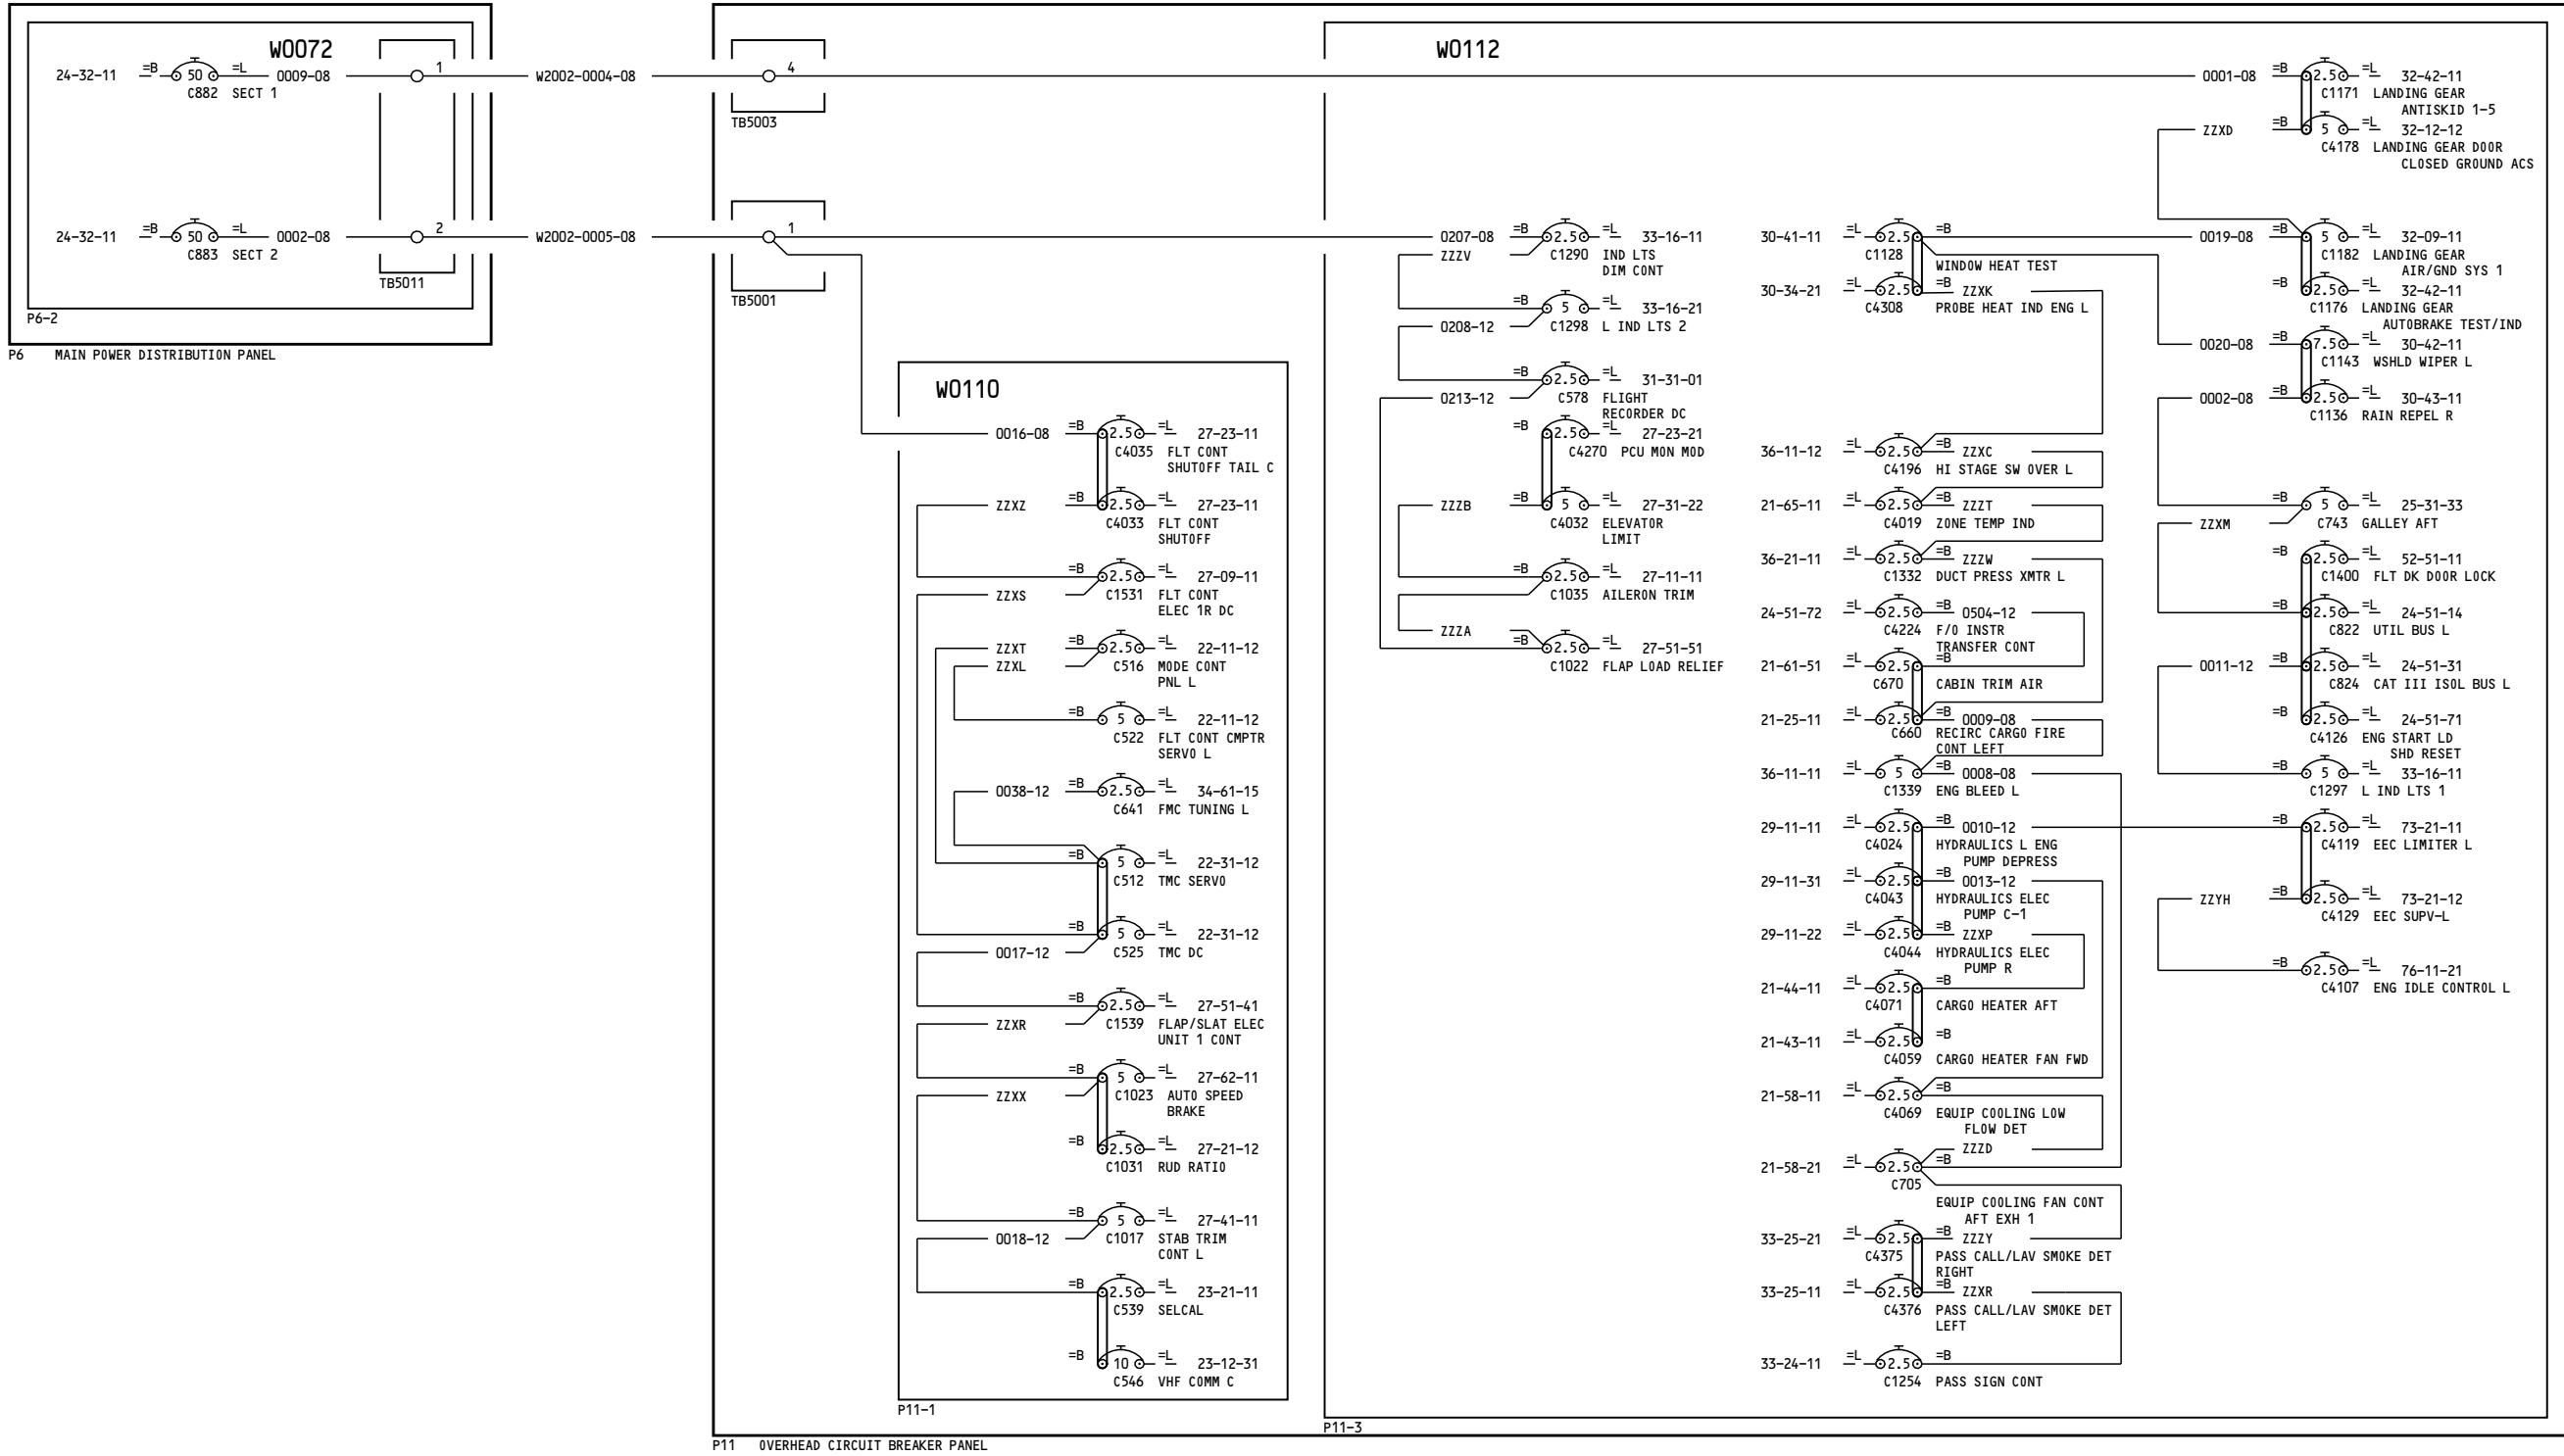 W0072
24-32-11 =B 50 =L 0009-08 1 W2002-0004-08 4
C882 SECT 1
TB5003
24-32-11 =B 50 =L 0002-08 2 W2002-0005-08 1
C883 SECT 2
TB5011
TB5001
P6-2
P6 MAIN POWER DISTRIBUTION PANEL
W0110
0016-08 =B 2.5 =L 27-23-11
C4035 FLT CONT
SHUTOFF TAIL C
ZZXZ =B 2.5 =L 27-23-11
C4033 FLT CONT
SHUTOFF
=B 2.5 =L 27-09-11
ZZXS C1531 FLT CONT
ELEC 1R DC
ZZXT =B 2.5 =L 22-11-12
ZZXL C516 MODE CONT
PNL L
=B 5 =L 22-11-12
C522 FLT CONT CMPTR
SERVO L
0038-12 =B 2.5 =L 34-61-15
C641 FMC TUNING L
=B 5 =L 22-31-12
C512 TMC SERVO
=B 5 =L 22-31-12
0017-12 C525 TMC DC
=B 2.5 =L 27-51-41
ZZXR C1539 FLAP/SLAT ELEC
UNIT 1 CONT
=B 5 =L 27-62-11
ZZXX C1023 AUTO SPEED
BRAKE
=B 2.5 =L 27-21-12
C1031 RUD RATIO
=B 5 =L 27-41-11
0018-12 C1017 STAB TRIM
CONT L
=B 2.5 =L 23-21-11
C539 SELCAL
=B 10 =L 23-12-31
C546 VHF COMM C
P11-1
W0112
0207-08 =B 2.5 =L 33-16-11
ZZZV C1290 IND LTS
DIM CONT
=B 5 =L 33-16-21
0208-12 C1298 L IND LTS 2
=B 2.5 =L 31-31-01
0213-12 C578 FLIGHT
RECORDER DC
=B 2.5 =L 27-23-21
C4270 PCU MON MOD
ZZZB =B 5 =L 27-31-22
C4032 ELEVATOR
LIMIT
=B 2.5 =L 27-11-11
C1035 AILERON TRIM
ZZZA =B 2.5 =L 27-51-51
C1022 FLAP LOAD RELIEF
30-41-11 =L 2.5 =B
C1128 WINDOW HEAT TEST
30-34-21 =L 2.5 =B ZZXK
C4308 PROBE HEAT IND ENG L
36-11-12 =L 2.5 =B ZZXC
C4196 HI STAGE SW OVER L
21-65-11 =L 2.5 =B ZZZT
C4019 ZONE TEMP IND
36-21-11 =L 2.5 =B ZZZW
C1332 DUCT PRESS XMTR L
24-51-72 =L 2.5 =B 0504-12
C4224 F/O INSTR
TRANSFER CONT
21-61-51 =L 2.5 =B
C670 CABIN TRIM AIR
21-25-11 =L 2.5 =B 0009-08
C660 RECIRC CARGO FIRE
CONT LEFT
36-11-11 =L 5 =B 0008-08
C1339 ENG BLEED L
29-11-11 =L 2.5 =B 0010-12
C4024 HYDRAULICS L ENG
PUMP DEPRESS
29-11-31 =L 2.5 =B 0013-12
C4043 HYDRAULICS ELEC
PUMP C-1
29-11-22 =L 2.5 =B ZZXP
C4044 HYDRAULICS ELEC
PUMP R
21-44-11 =L 2.5 =B
C4071 CARGO HEATER AFT
21-43-11 =L 2.5 =B
C4059 CARGO HEATER FAN FWD
21-58-11 =L 2.5 =B
C4069 EQUIP COOLING LOW
FLOW DET
ZZZD
21-58-21 =L 2.5 =B
C705
EQUIP COOLING FAN CONT
AFT EXH 1
33-25-21 =L 2.5 =B ZZZY
C4375 PASS CALL/LAV SMOKE DET
RIGHT
33-25-11 =L 2.5 =B ZZXR
C4376 PASS CALL/LAV SMOKE DET
LEFT
33-24-11 =L 2.5 =B
C1254 PASS SIGN CONT
0001-08 =B 2.5 =L 32-42-11
C1171 LANDING GEAR
ANTISKID 1-5
ZZXD =B 5 =L 32-12-12
C4178 LANDING GEAR DOOR
CLOSED GROUND ACS
0019-08 =B 5 =L 32-09-11
C1182 LANDING GEAR
AIR/GND SYS 1
=B 2.5 =L 32-42-11
C1176 LANDING GEAR
AUTOBRAKE TEST/IND
0020-08 =B 7.5 =L 30-42-11
C1143 WSHLD WIPER L
0002-08 =B 2.5 =L 30-43-11
C1136 RAIN REPEL R
=B 5 =L 25-31-33
ZZXM C743 GALLEY AFT
=B 2.5 =L 52-51-11
C1400 FLT DK DOOR LOCK
=B 2.5 =L 24-51-14
C822 UTIL BUS L
0011-12 =B 2.5 =L 24-51-31
C824 CAT III ISOL BUS L
=B 2.5 =L 24-51-71
C4126 ENG START LD
SHD RESET
=B 5 =L 33-16-11
C1297 L IND LTS 1
=B 2.5 =L 73-21-11
C4119 EEC LIMITER L
ZZYH =B 2.5 =L 73-21-12
C4129 EEC SUPV-L
=B 2.5 =L 76-11-21
C4107 ENG IDLE CONTROL L
P11-3
P11 OVERHEAD CIRCUIT BREAKER PANEL